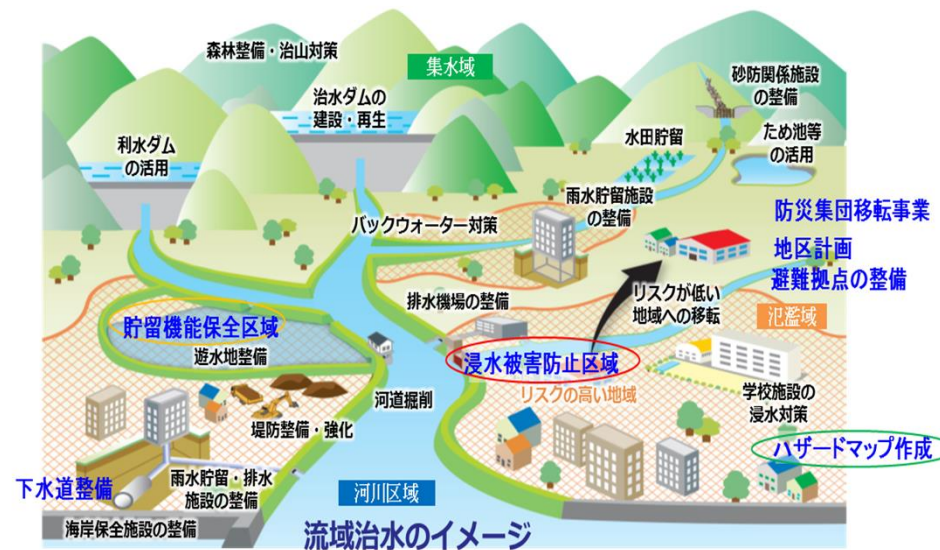 森林整備・治山対策
集水域
砂防関係施設
の整備
治水ダムの
建設・再生
水田貯留
ため池等
の活用
利水ダム
の活用
雨水貯留施設
の整備
バックウォーター対策
防災集団移転事業
地区計画
避難拠点の整備
リスクが低い
地域への移転
排水機場の整備
氾濫域
貯留機能保全区域
遊水地整備
浸水被害防止区域
リスクの高い地域
学校施設の
浸水対策
河道掘削
堤防整備・強化
ハザードマップ作成
下水道整備
雨水貯留・排水
施設の整備
河川区域
海岸保全施設の整備
流域治水のイメージ